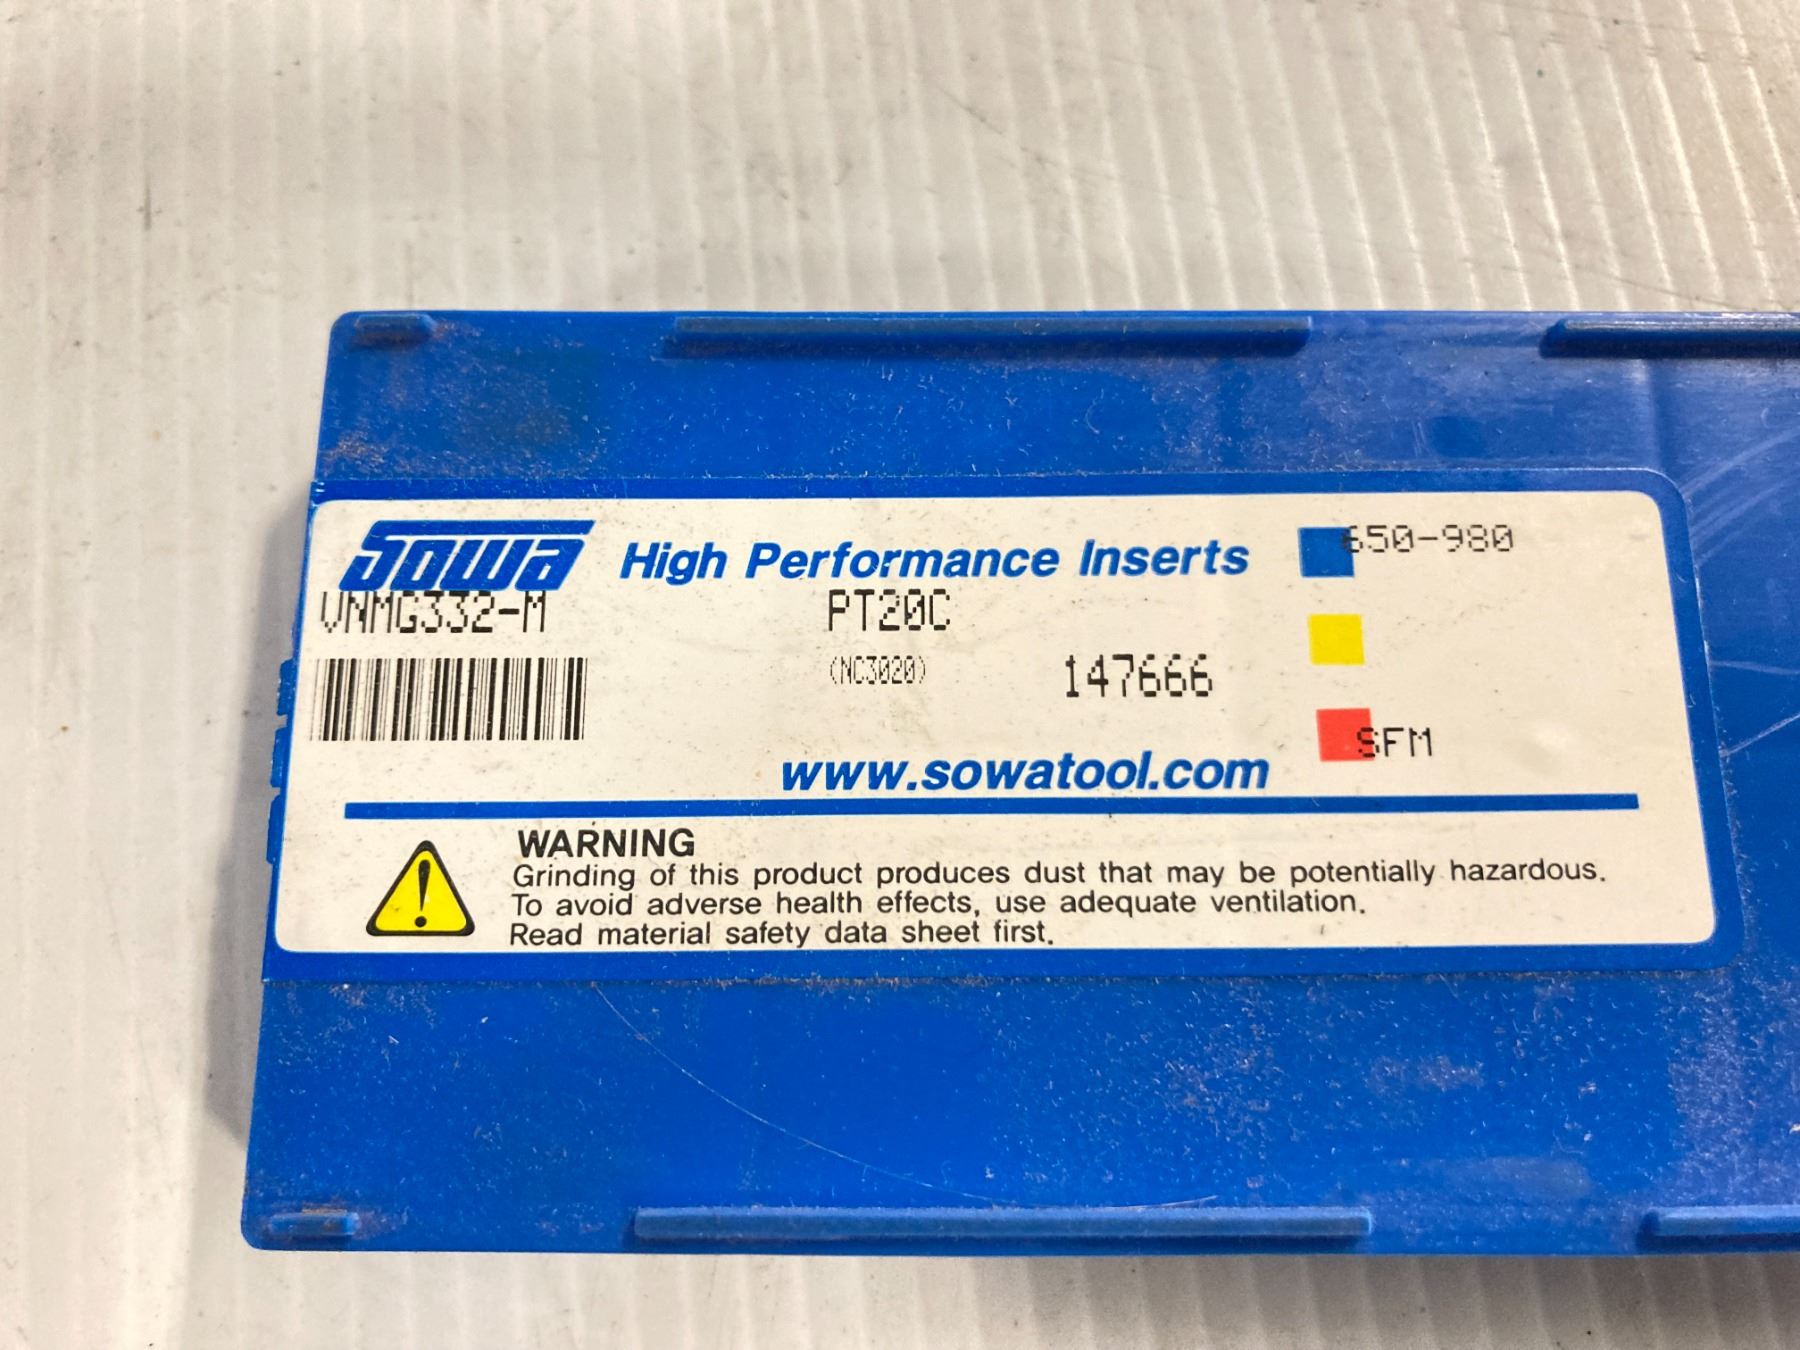 Sowa High Performance Inserts 650-980
VNMG332-M PT20C
(NC3020) 147666
SFM
www.sowatool.com
WARNING
Grinding of this product produces dust that may be potentially hazardous.
To avoid adverse health effects, use adequate ventilation.
Read material safety data sheet first.